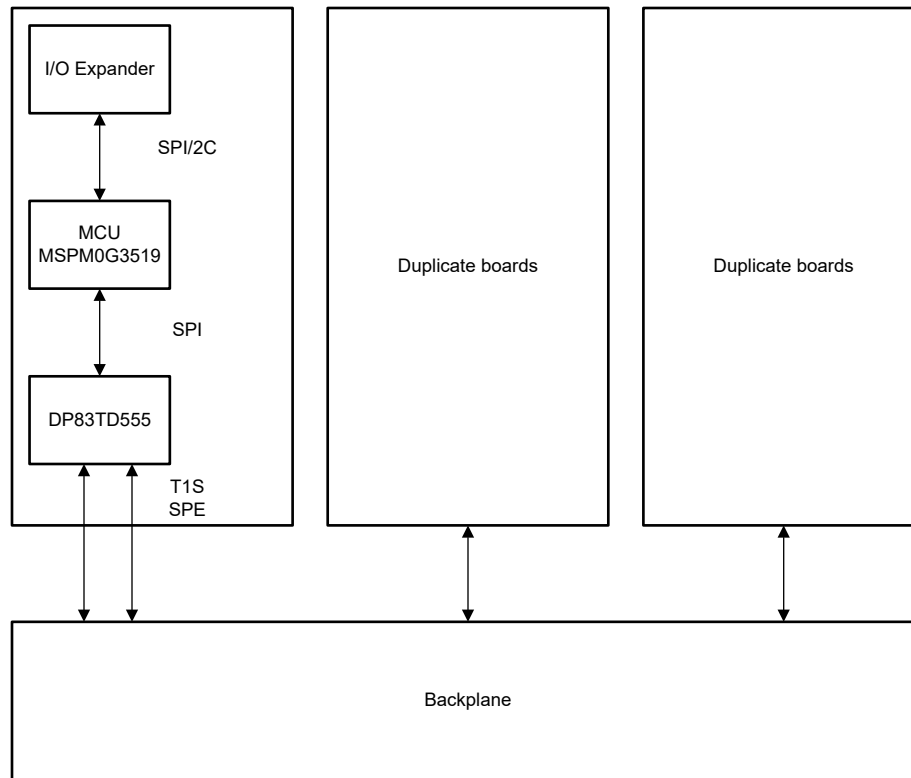 I/O Expander
SPI/2C
MCU
MSPM0G3519
SPI
DP83TD555
T1S
SPE
Duplicate boards
Duplicate boards
Backplane